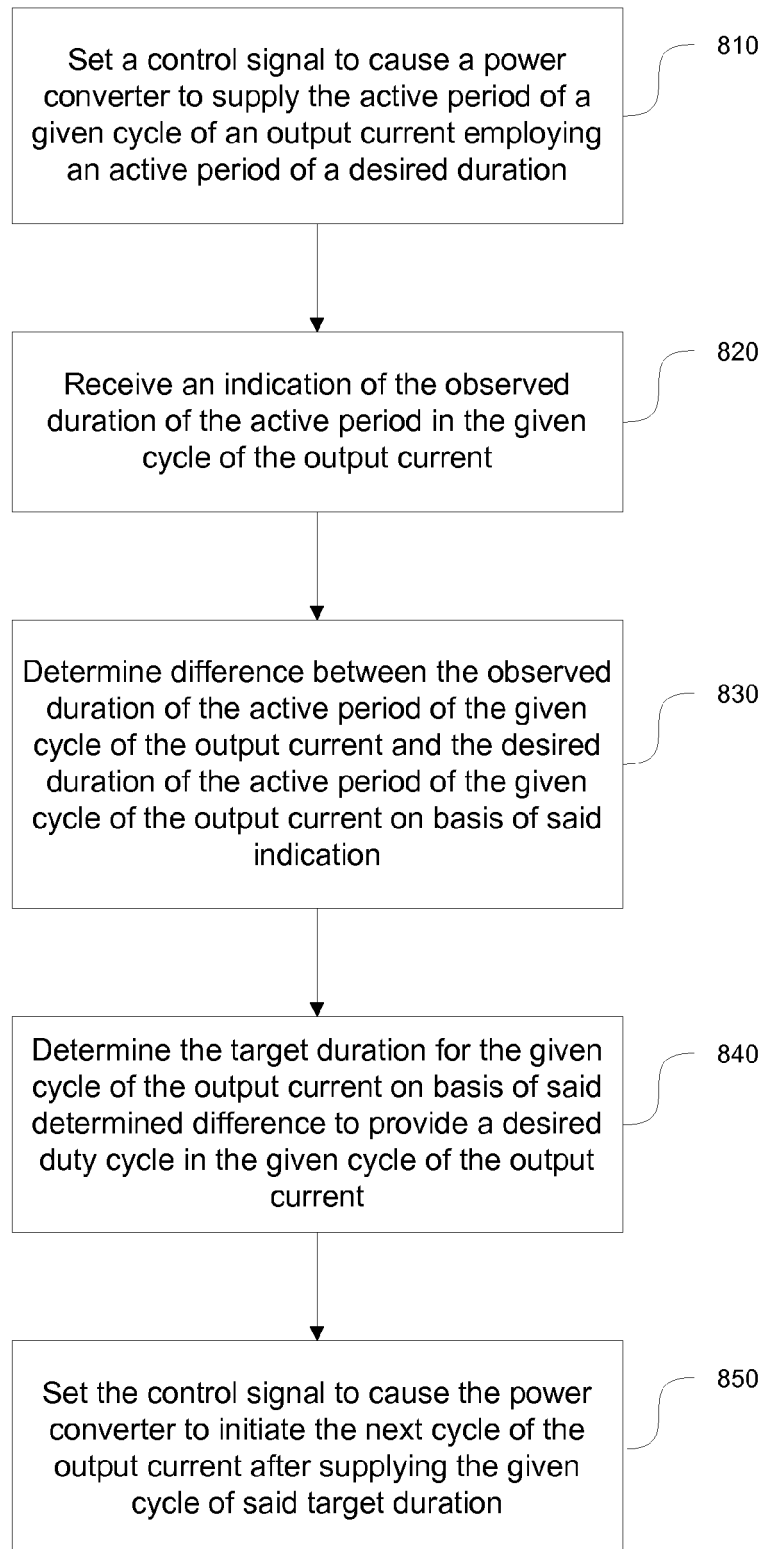 Set a control signal to cause a power
converter to supply the active period of a
given cycle of an output current employing
an active period of a desired duration
810
Receive an indication of the observed
duration of the active period in the given
cycle of the output current
820
Determine difference between the observed
duration of the active period of the given
cycle of the output current and the desired
duration of the active period of the given
cycle of the output current on basis of said
indication
830
Determine the target duration for the given
cycle of the output current on basis of said
determined difference to provide a desired
duty cycle in the given cycle of the output
current
840
Set the control signal to cause the power
converter to initiate the next cycle of the
output current after supplying the given
cycle of said target duration
850